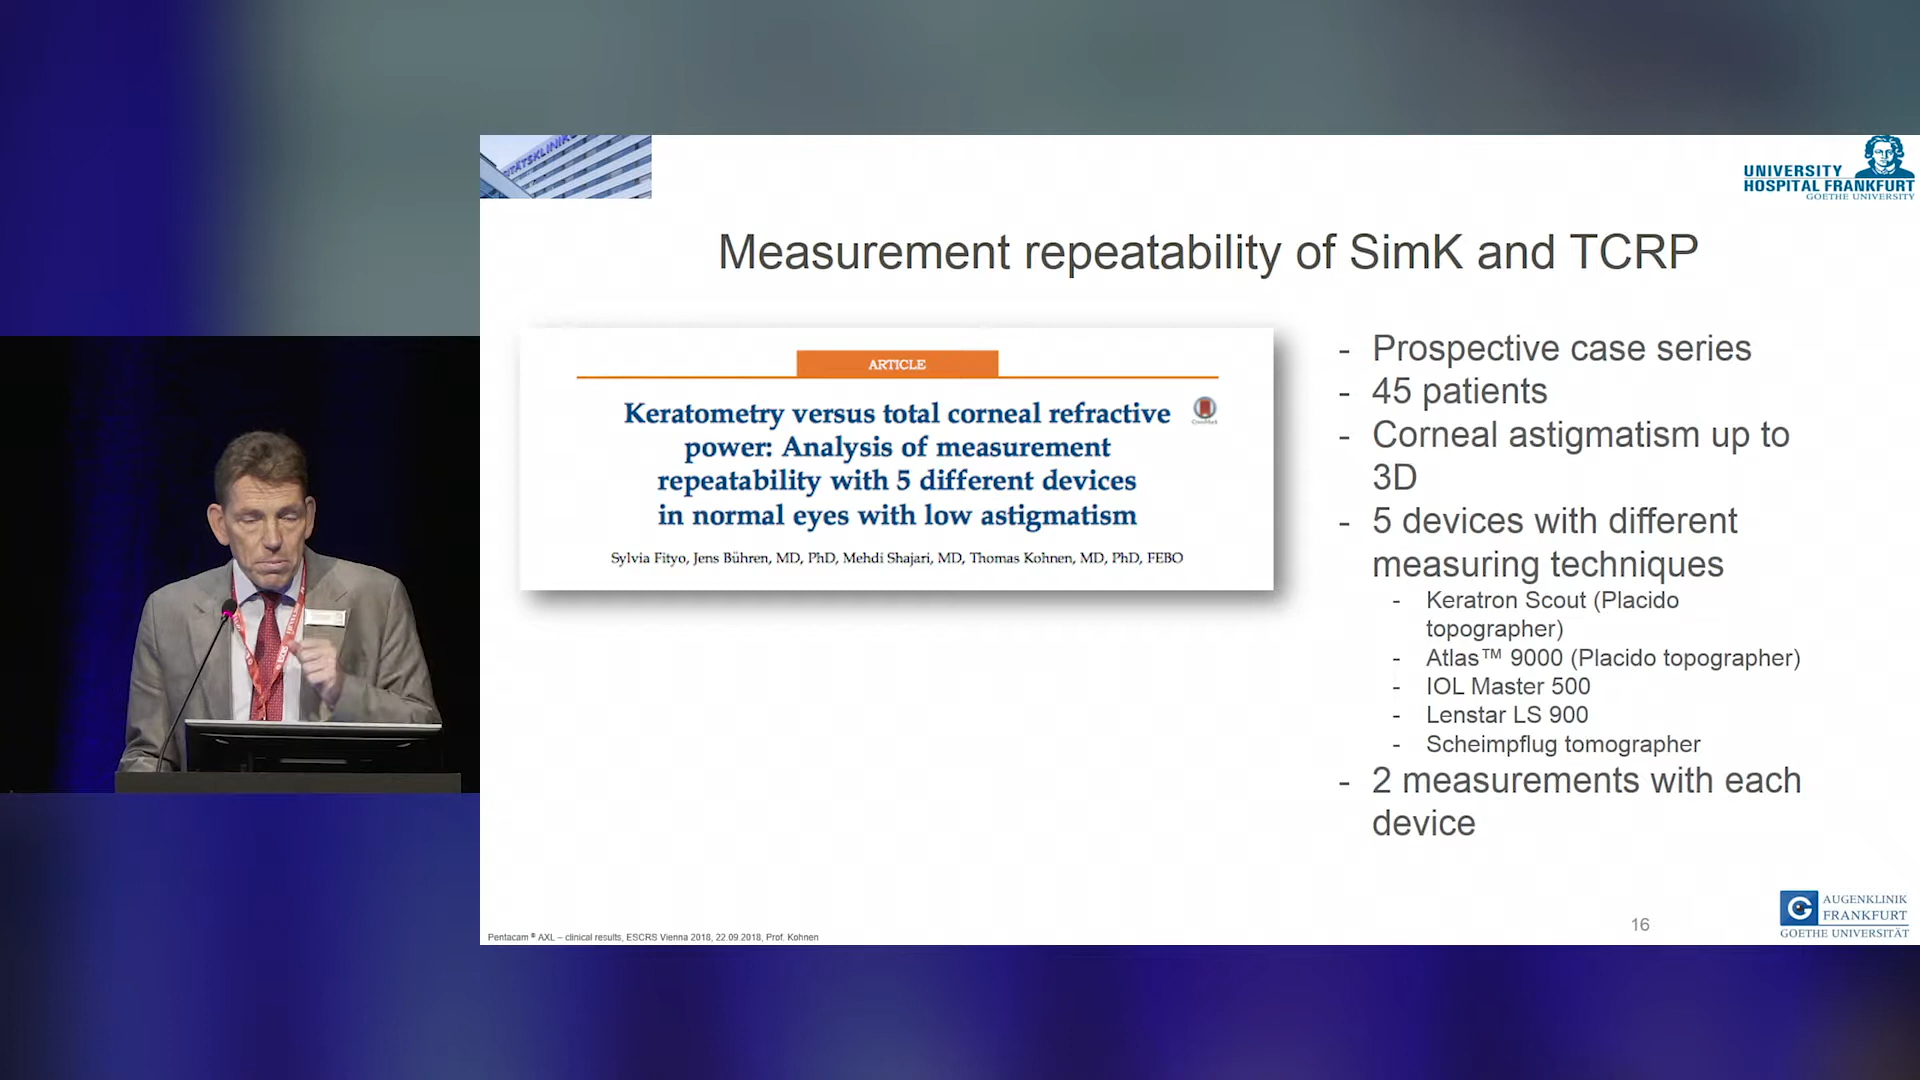 ITÄTSKLINIK
UNIVERSITY
HOSPITAL FRANKFURT
GOETHE UNIVERSITY
Measurement repeatability of SimK and TCRP
ARTICLE
Keratometry versus total corneal refractive
power: Analysis of measurement
repeatability with 5 different devices
in normal eyes with low astigmatism
CrossMark
Sylvia Fityo, Jens Bühren, MD, PhD, Mehdi Shajari, MD, Thomas Kohnen, MD, PhD, FEBO
- Prospective case series
- 45 patients
- Corneal astigmatism up to
3D
- 5 devices with different
measuring techniques
- Keratron Scout (Placido
topographer)
- Atlas™ 9000 (Placido topographer)
- IOL Master 500
- Lenstar LS 900
- Scheimpflug tomographer
- 2 measurements with each
device
Pentacam ® AXL – clinical results, ESCRS Vienna 2018, 22.09.2018, Prof. Kohnen
16
AUGENKLINIK
FRANKFURT
GOETHE UNIVERSITÄT